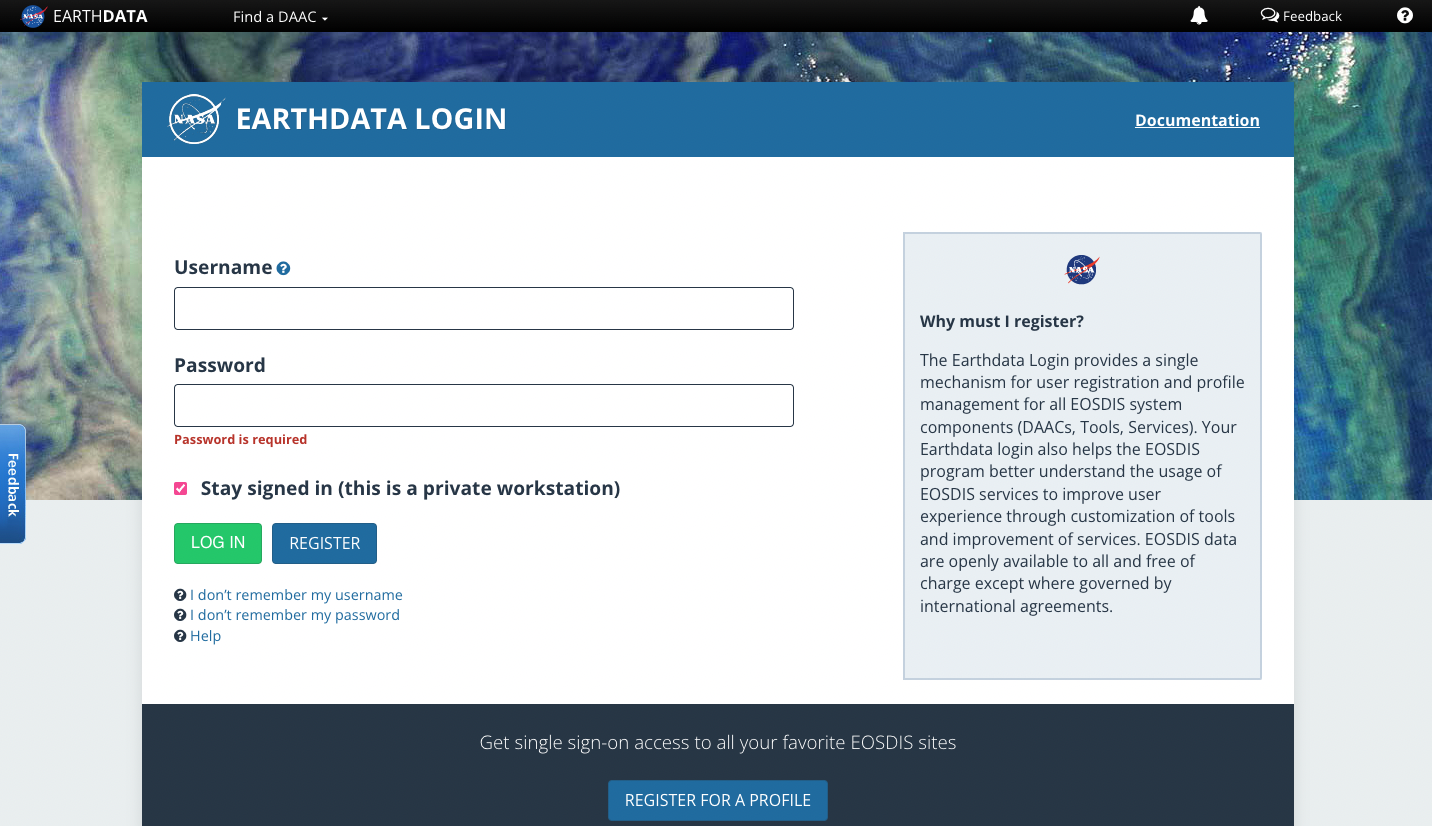 NASA EARTHDATA Find a DAAC Feedback
NASA EARTHDATA LOGIN Documentation
Username
Password
Password is required
Stay signed in (this is a private workstation)
LOG IN REGISTER
I don't remember my username
I don't remember my password
Help
NASA
Why must I register?
The Earthdata Login provides a single
mechanism for user registration and profile
management for all EOSDIS system
components (DAACs, Tools, Services). Your
Earthdata login also helps the EOSDIS
program better understand the usage of
EOSDIS services to improve user
experience through customization of tools
and improvement of services. EOSDIS data
are openly available to all and free of
charge except where governed by
international agreements.
Feedback
Get single sign-on access to all your favorite EOSDIS sites
REGISTER FOR A PROFILE